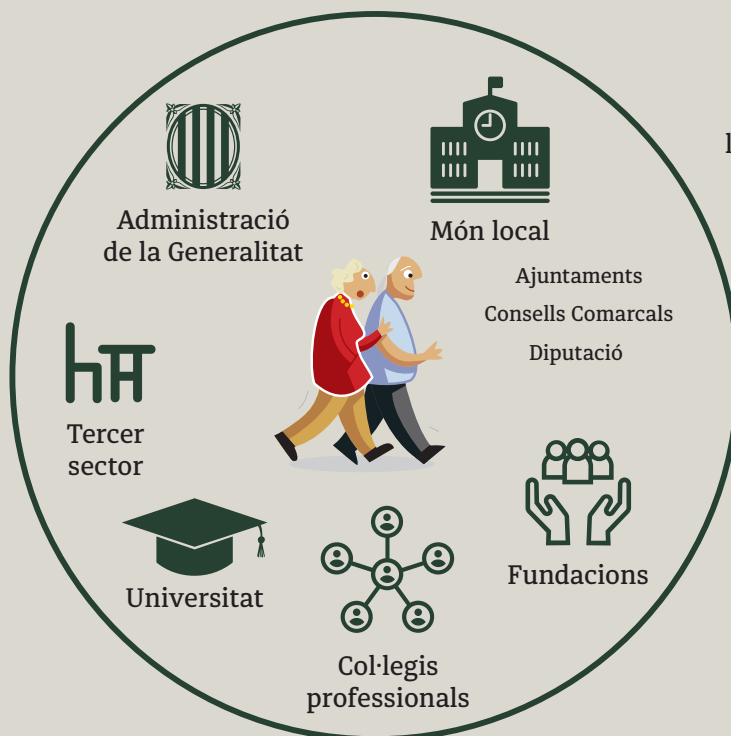 Administració
de la Generalitat
Món local
Ajuntaments
Consells Comarcals
Diputació
Tercer
sector
Universitat
Fundacions
Col·legis
professionals